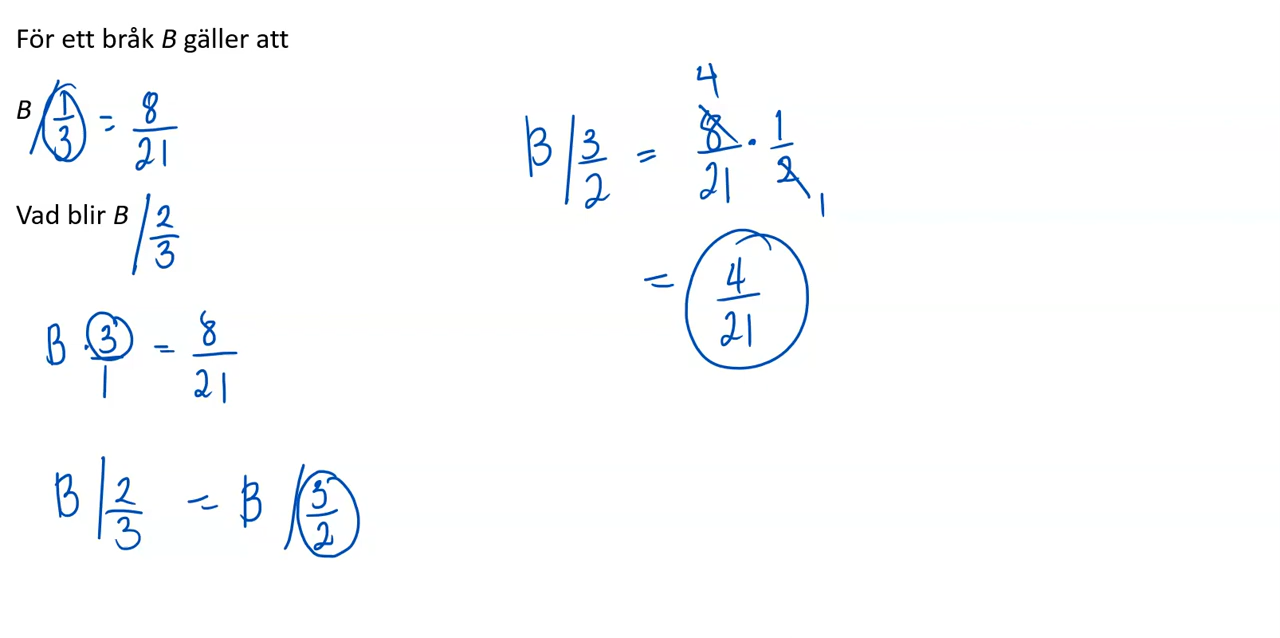 För ett bråk B gäller att
B / 1/3 = 8/21
Vad blir B / 2/3
B · 3/1 = 8/21
B / 2/3 = B / 3/2
B / 3/2 = 8/21 · 1/2
4
1
= 4/21